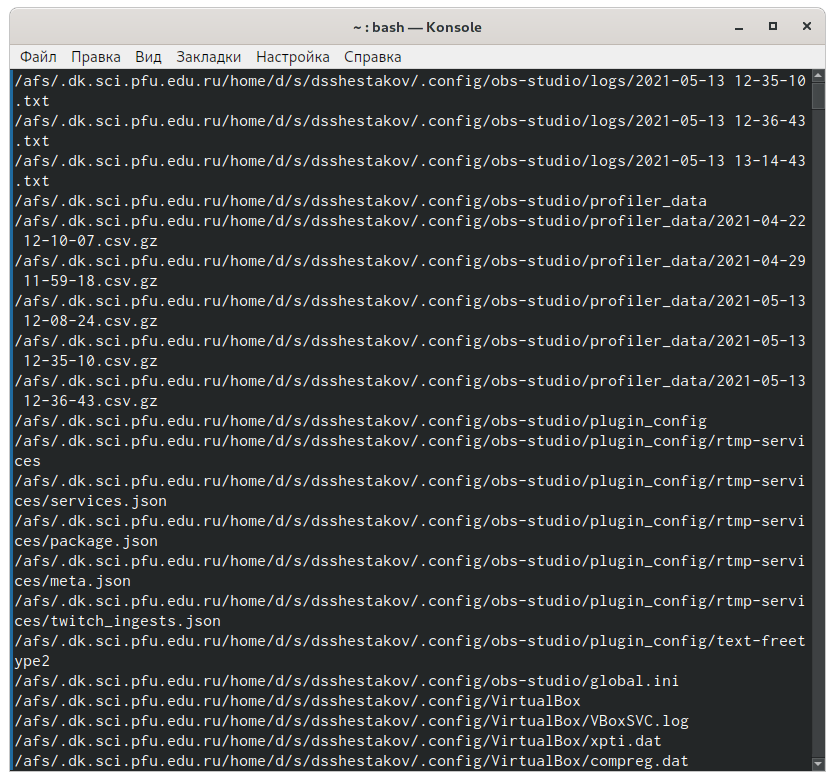 ~ : bash — Konsole
Файл Правка Вид Закладки Настройка Справка
/afs/.dk.sci.pfu.edu.ru/home/d/s/dsshestakov/.config/obs-studio/logs/2021-05-13 12-35-10
.txt
/afs/.dk.sci.pfu.edu.ru/home/d/s/dsshestakov/.config/obs-studio/logs/2021-05-13 12-36-43
.txt
/afs/.dk.sci.pfu.edu.ru/home/d/s/dsshestakov/.config/obs-studio/logs/2021-05-13 13-14-43
.txt
/afs/.dk.sci.pfu.edu.ru/home/d/s/dsshestakov/.config/obs-studio/profiler_data
/afs/.dk.sci.pfu.edu.ru/home/d/s/dsshestakov/.config/obs-studio/profiler_data/2021-04-22
 12-10-07.csv.gz
/afs/.dk.sci.pfu.edu.ru/home/d/s/dsshestakov/.config/obs-studio/profiler_data/2021-04-29
 11-59-18.csv.gz
/afs/.dk.sci.pfu.edu.ru/home/d/s/dsshestakov/.config/obs-studio/profiler_data/2021-05-13
 12-08-24.csv.gz
/afs/.dk.sci.pfu.edu.ru/home/d/s/dsshestakov/.config/obs-studio/profiler_data/2021-05-13
 12-35-10.csv.gz
/afs/.dk.sci.pfu.edu.ru/home/d/s/dsshestakov/.config/obs-studio/profiler_data/2021-05-13
 12-36-43.csv.gz
/afs/.dk.sci.pfu.edu.ru/home/d/s/dsshestakov/.config/obs-studio/plugin_config
/afs/.dk.sci.pfu.edu.ru/home/d/s/dsshestakov/.config/obs-studio/plugin_config/rtmp-servi
ces
/afs/.dk.sci.pfu.edu.ru/home/d/s/dsshestakov/.config/obs-studio/plugin_config/rtmp-servi
ces/services.json
/afs/.dk.sci.pfu.edu.ru/home/d/s/dsshestakov/.config/obs-studio/plugin_config/rtmp-servi
ces/package.json
/afs/.dk.sci.pfu.edu.ru/home/d/s/dsshestakov/.config/obs-studio/plugin_config/rtmp-servi
ces/meta.json
/afs/.dk.sci.pfu.edu.ru/home/d/s/dsshestakov/.config/obs-studio/plugin_config/rtmp-servi
ces/twitch_ingests.json
/afs/.dk.sci.pfu.edu.ru/home/d/s/dsshestakov/.config/obs-studio/plugin_config/text-freet
ype2
/afs/.dk.sci.pfu.edu.ru/home/d/s/dsshestakov/.config/obs-studio/global.ini
/afs/.dk.sci.pfu.edu.ru/home/d/s/dsshestakov/.config/VirtualBox
/afs/.dk.sci.pfu.edu.ru/home/d/s/dsshestakov/.config/VirtualBox/VBoxSVC.log
/afs/.dk.sci.pfu.edu.ru/home/d/s/dsshestakov/.config/VirtualBox/xpti.dat
/afs/.dk.sci.pfu.edu.ru/home/d/s/dsshestakov/.config/VirtualBox/compreg.dat